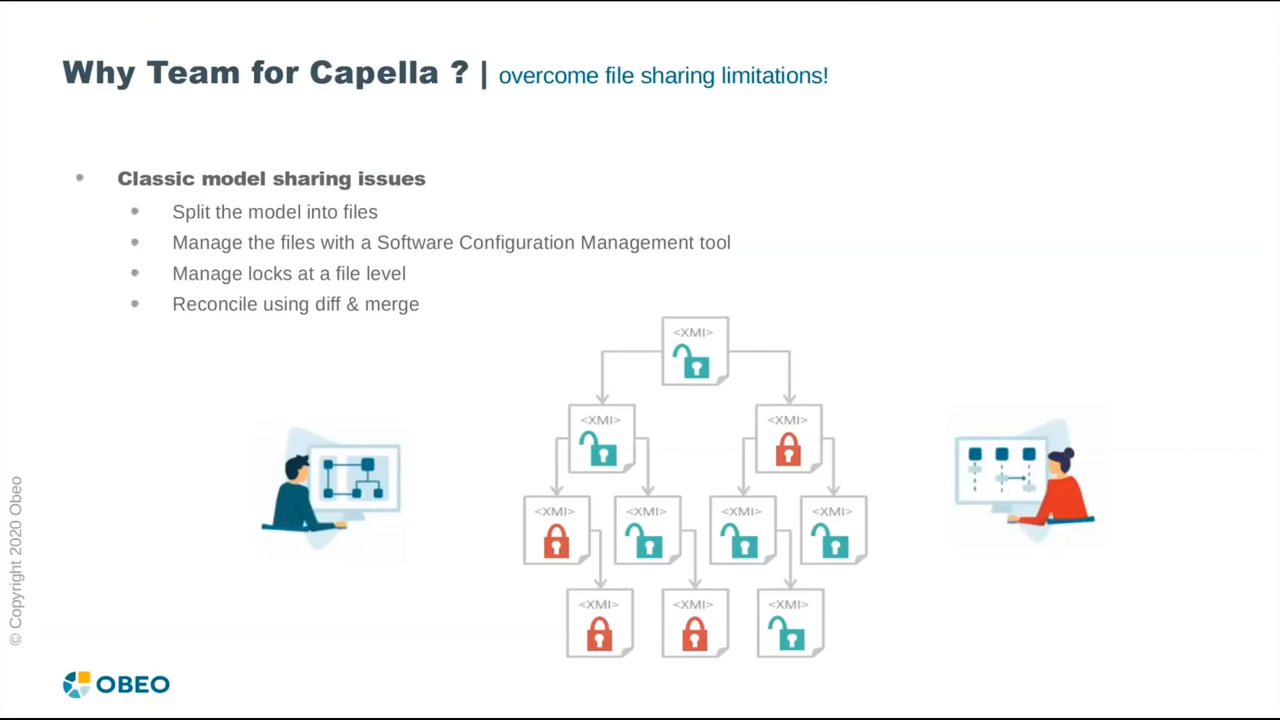 Why Team for Capella ? | overcome file sharing limitations!
Classic model sharing issues
Split the model into files
Manage the files with a Software Configuration Management tool
Manage locks at a file level
Reconcile using diff & merge
<XMI>
<XMI>
<XMI>
<XMI>
<XMI>
<XMI>
<XMI>
<XMI>
<XMI>
<XMI>
© Copyright 2020 Obeo
OBEO